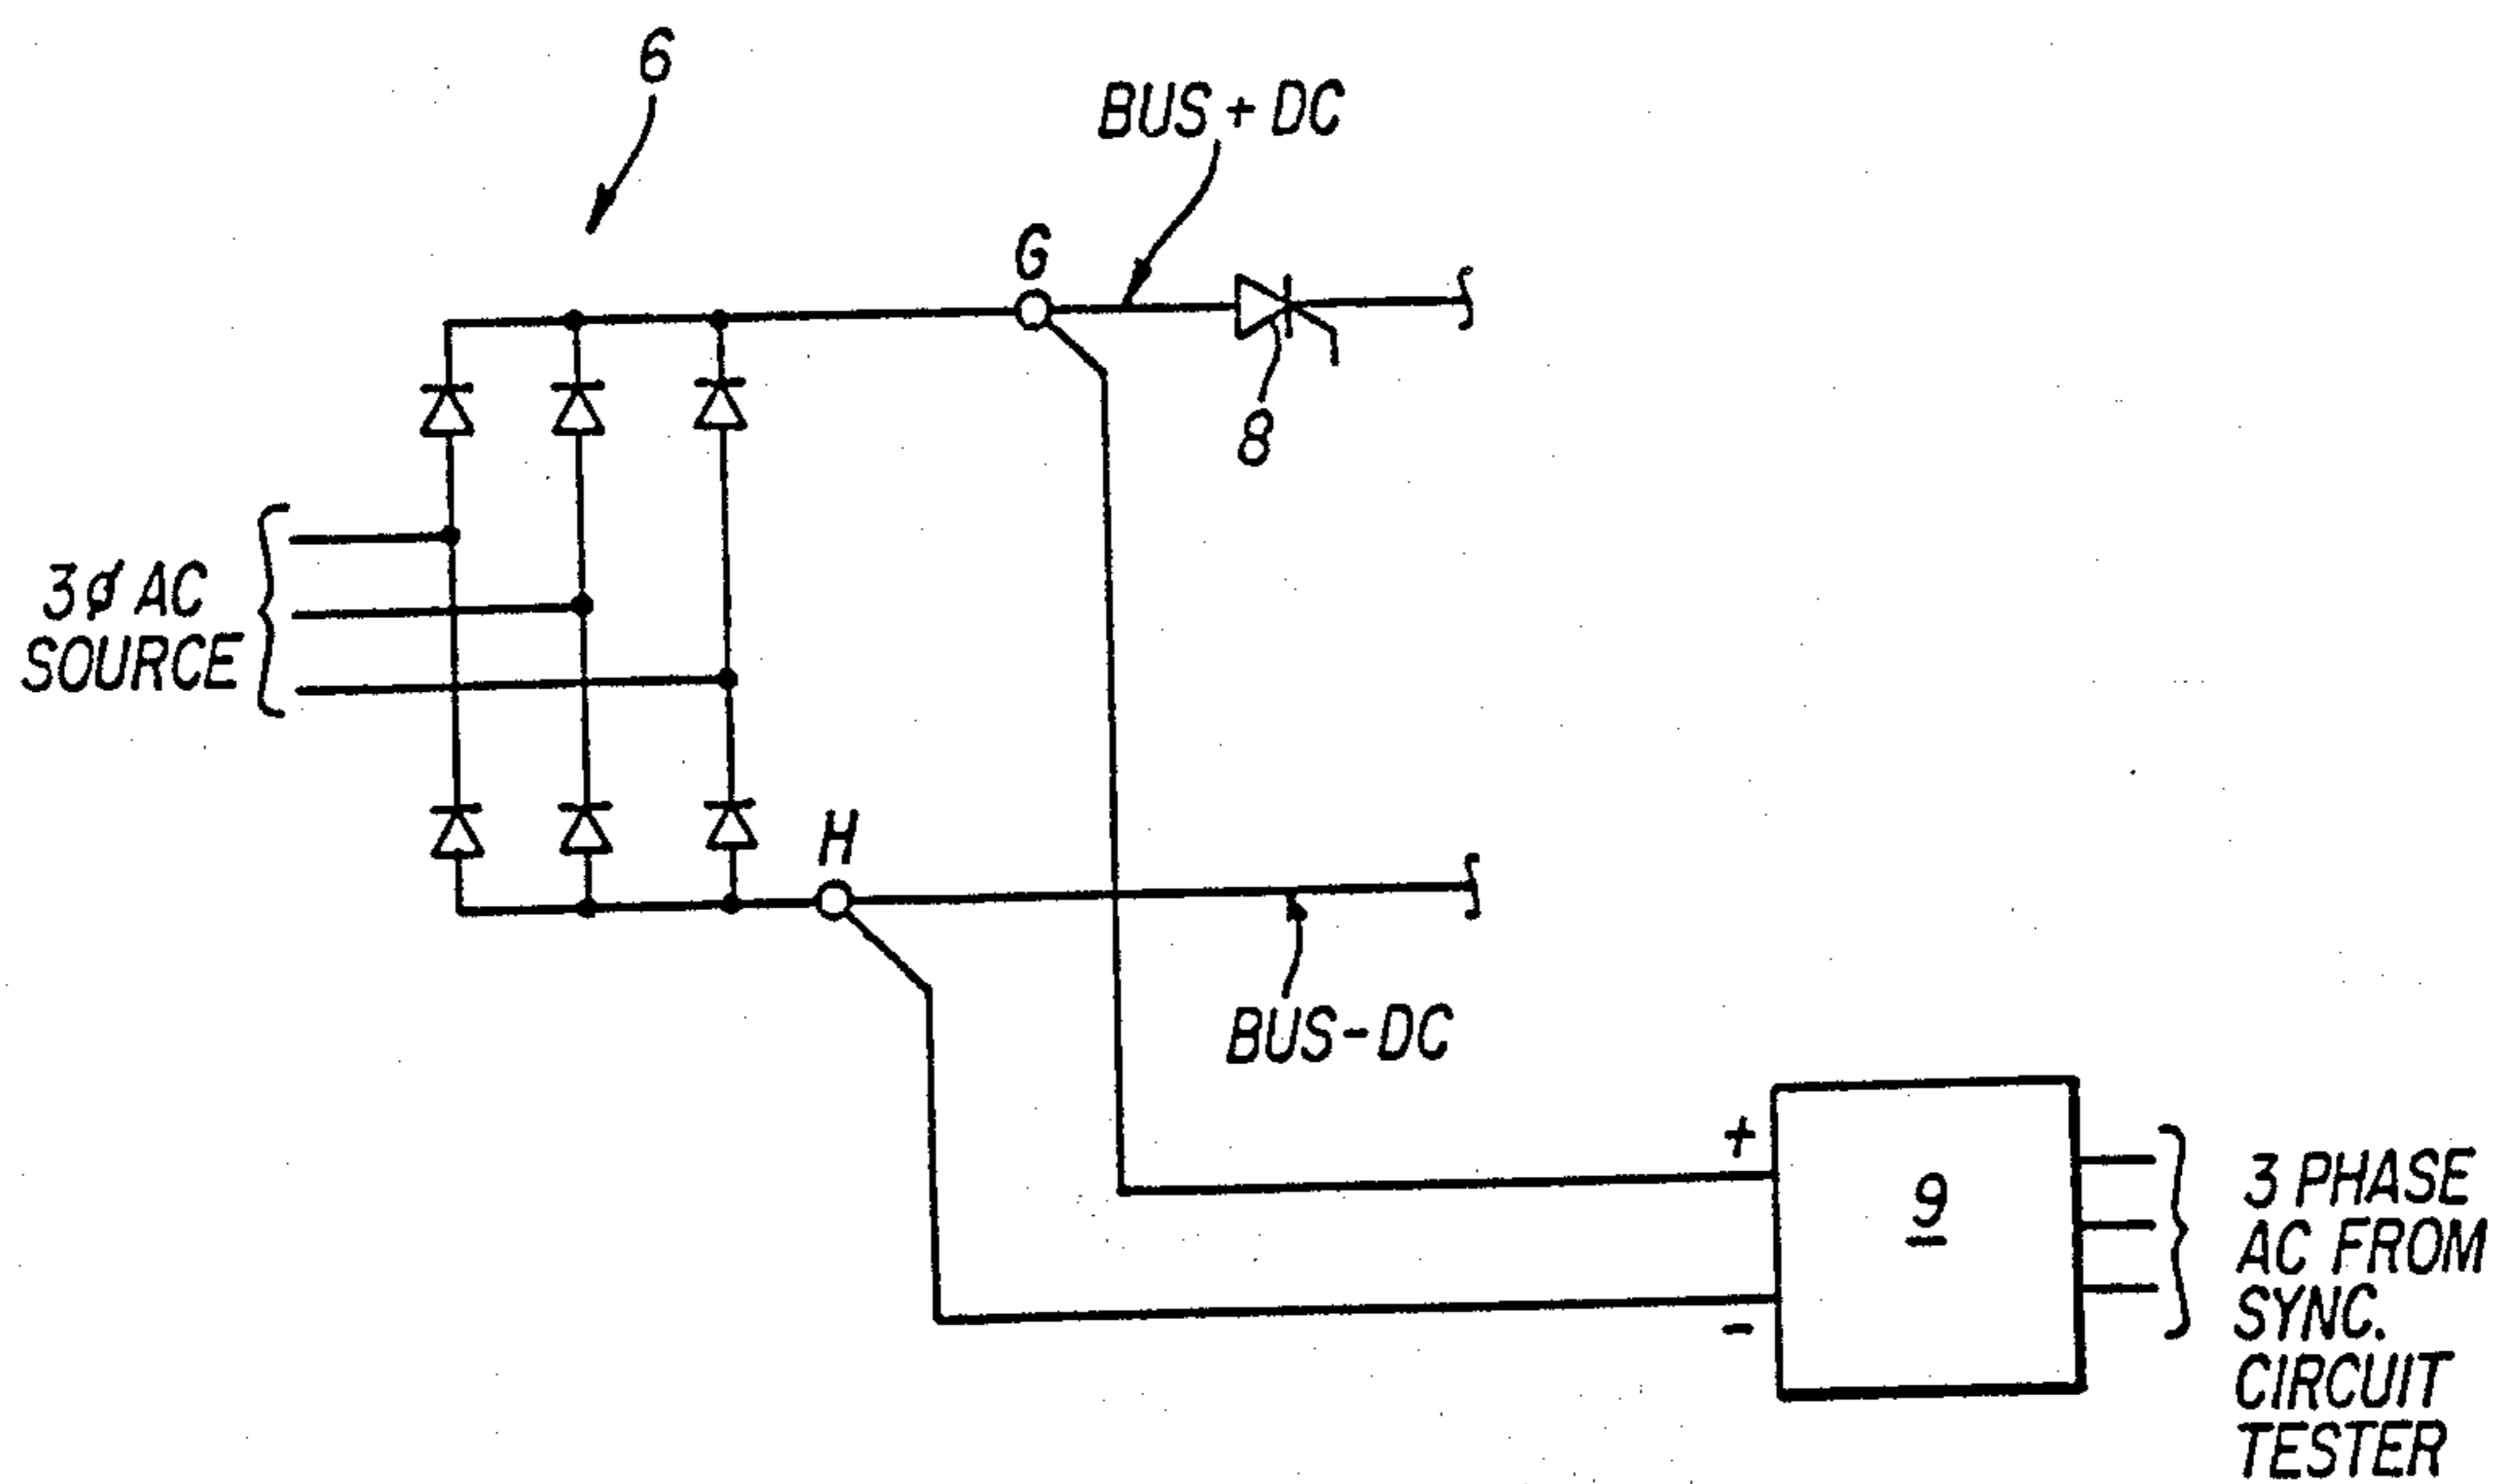 6
BUS + DC
G
8
3ø AC
SOURCE
H
BUS - DC
+
9
-
3 PHASE
AC FROM
SYNC.
CIRCUIT
TESTER